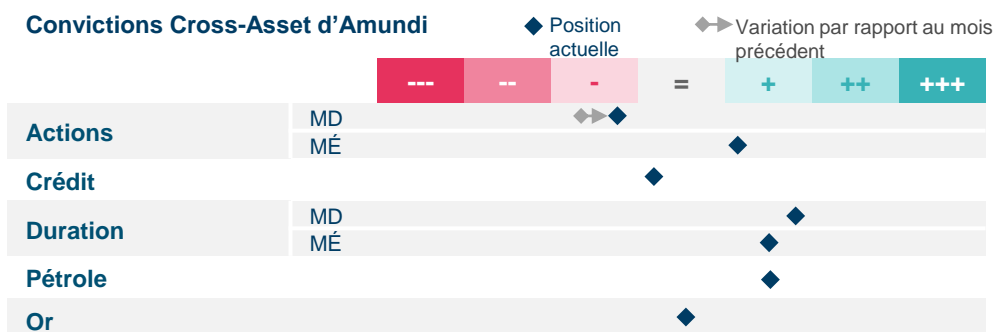 Convictions Cross-Asset d’Amundi
Position
actuelle
Variation par rapport au mois
précédent
--- -- - = + ++ +++
Actions
MD
MÉ
Crédit
Duration
MD
MÉ
Pétrole
Or